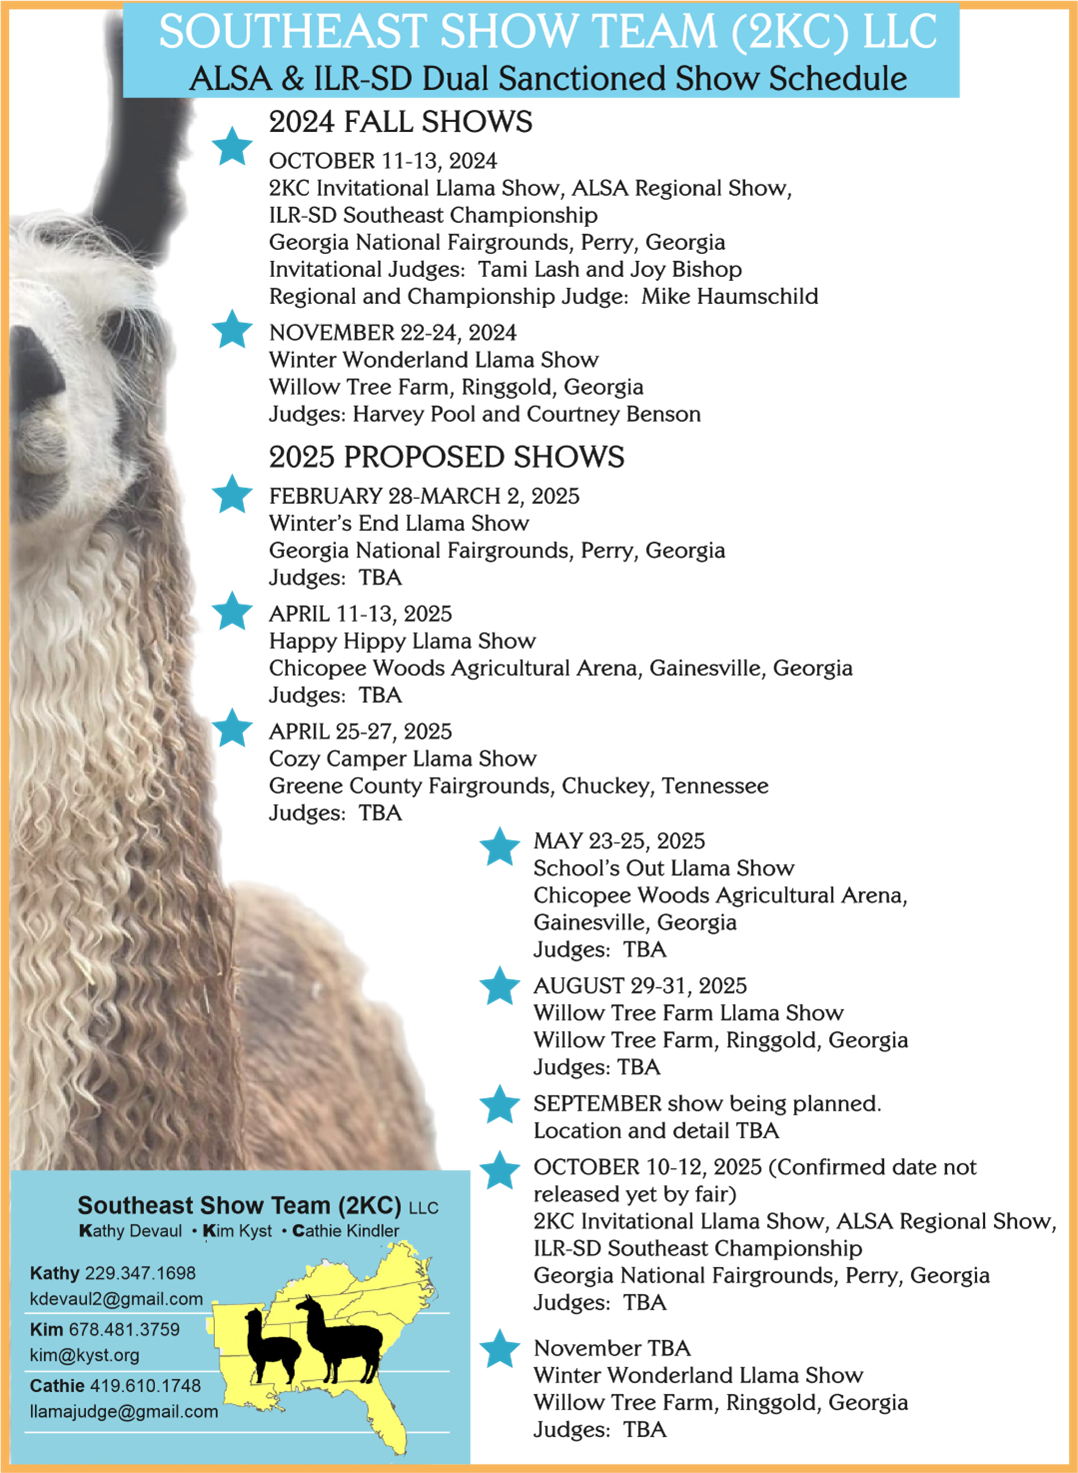 SOUTHEAST SHOW TEAM (2KC) LLC
ALSA & ILR-SD Dual Sanctioned Show Schedule
2024 FALL SHOWS
OCTOBER 11-13, 2024
2KC Invitational Llama Show, ALSA Regional Show,
ILR-SD Southeast Championship
Georgia National Fairgrounds, Perry, Georgia
Invitational Judges: Tami Lash and Joy Bishop
Regional and Championship Judge: Mike Haumschild
NOVEMBER 22-24, 2024
Winter Wonderland Llama Show
Willow Tree Farm, Ringgold, Georgia
Judges: Harvey Pool and Courtney Benson
2025 PROPOSED SHOWS
FEBRUARY 28-MARCH 2, 2025
Winter's End Llama Show
Georgia National Fairgrounds, Perry, Georgia
Judges: TBA
APRIL 11-13, 2025
Happy Hippy Llama Show
Chicopee Woods Agricultural Arena, Gainesville, Georgia
Judges: TBA
APRIL 25-27, 2025
Cozy Camper Llama Show
Greene County Fairgrounds, Chuckey, Tennessee
Judges: TBA
MAY 23-25, 2025
School's Out Llama Show
Chicopee Woods Agricultural Arena,
Gainesville, Georgia
Judges: TBA
AUGUST 29-31, 2025
Willow Tree Farm Llama Show
Willow Tree Farm, Ringgold, Georgia
Judges: TBA
SEPTEMBER show being planned.
Location and detail TBA
OCTOBER 10-12, 2025 (Confirmed date not
released yet by fair)
2KC Invitational Llama Show, ALSA Regional Show,
ILR-SD Southeast Championship
Georgia National Fairgrounds, Perry, Georgia
Judges: TBA
November TBA
Winter Wonderland Llama Show
Willow Tree Farm, Ringgold, Georgia
Judges: TBA
Southeast Show Team (2KC) LLC
Kathy Devaul • Kim Kyst • Cathie Kindler
Kathy 229.347.1698
kdevaul2@gmail.com
Kim 678.481.3759
kim@kyst.org
Cathie 419.610.1748
llamajudge@gmail.com